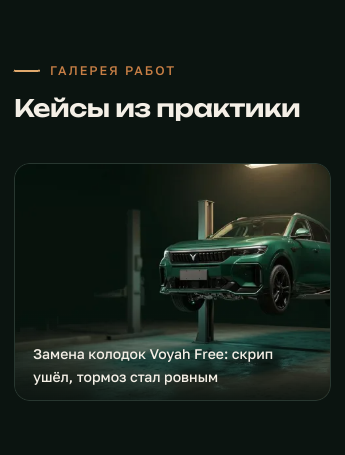 ГАЛЕРЕЯ РАБОТ
Кейсы из практики
Замена колодок Voyah Free: скрип
ушёл, тормоз стал ровным